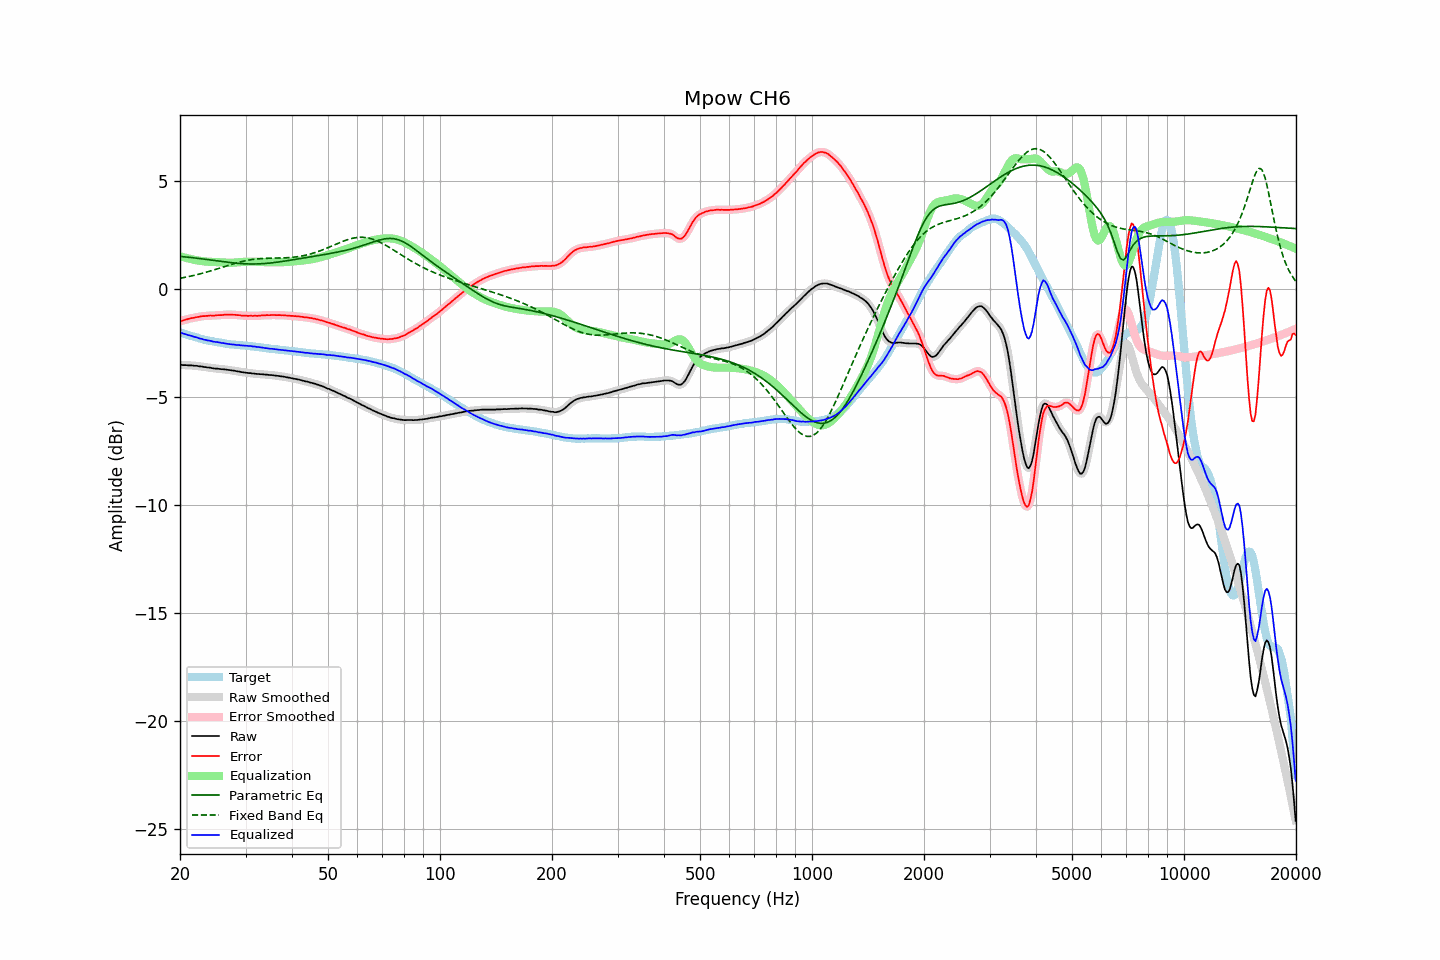 Mpow CH6
Amplitude (dBr)
5
0
−5
−10
−15
−20
−25
Target
Raw Smoothed
Error Smoothed
Raw
Error
Equalization
Parametric Eq
Fixed Band Eq
Equalized
20 50 100 200 500 1000 2000 5000 10000 20000
Frequency (Hz)